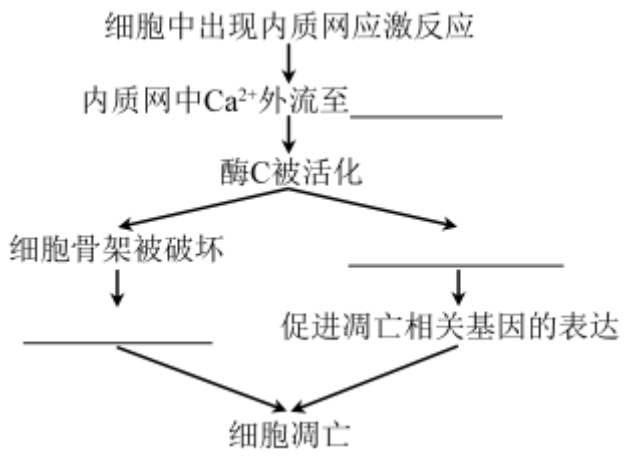 细胞中出现内质网应激反应
内质网中Ca²⁺外流至
酶C被活化
细胞骨架被破坏
促进凋亡相关基因的表达
细胞凋亡